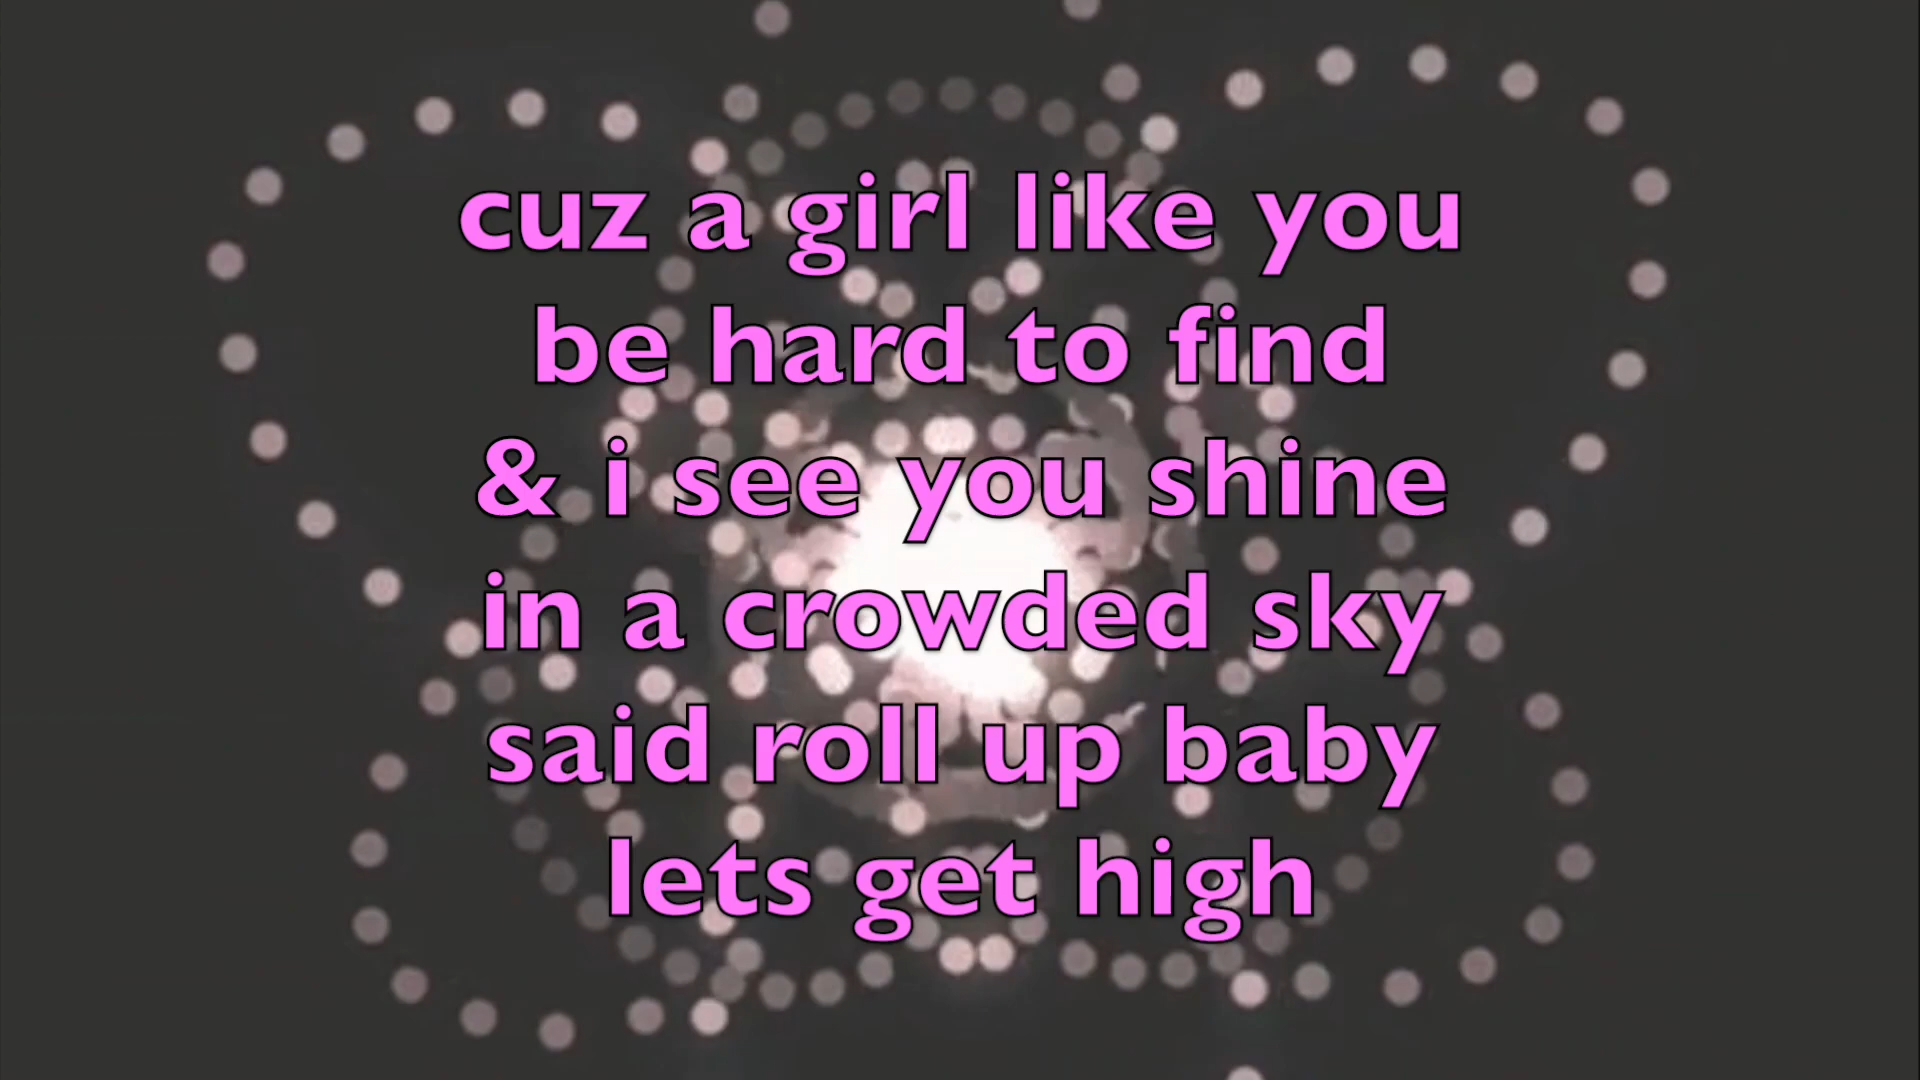 cuz a girl like you
be hard to find
& i see you shine
in a crowded sky
said roll up baby
lets get high